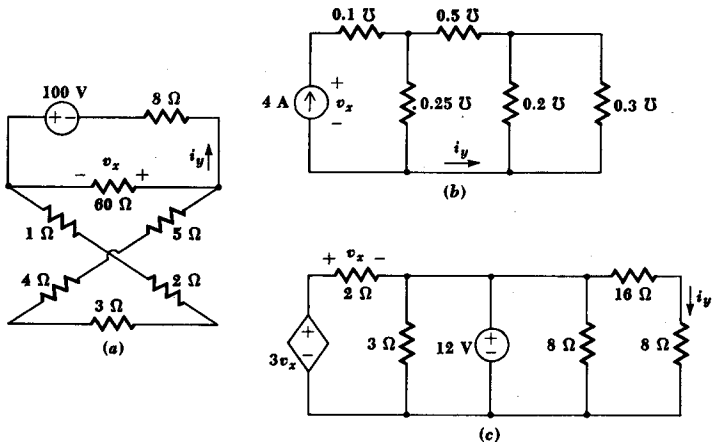 100 V
8 Ω
i_y
− v_x +
60 Ω
1 Ω
5 Ω
4 Ω
2 Ω
3 Ω
(a)
0.1 ℧
0.5 ℧
4 A
+
v_x
−
0.25 ℧
0.2 ℧
0.3 ℧
i_y
(b)
+ v_x −
2 Ω
16 Ω
i_y
+
−
3v_x
3 Ω
12 V
+
−
8 Ω
8 Ω
(c)